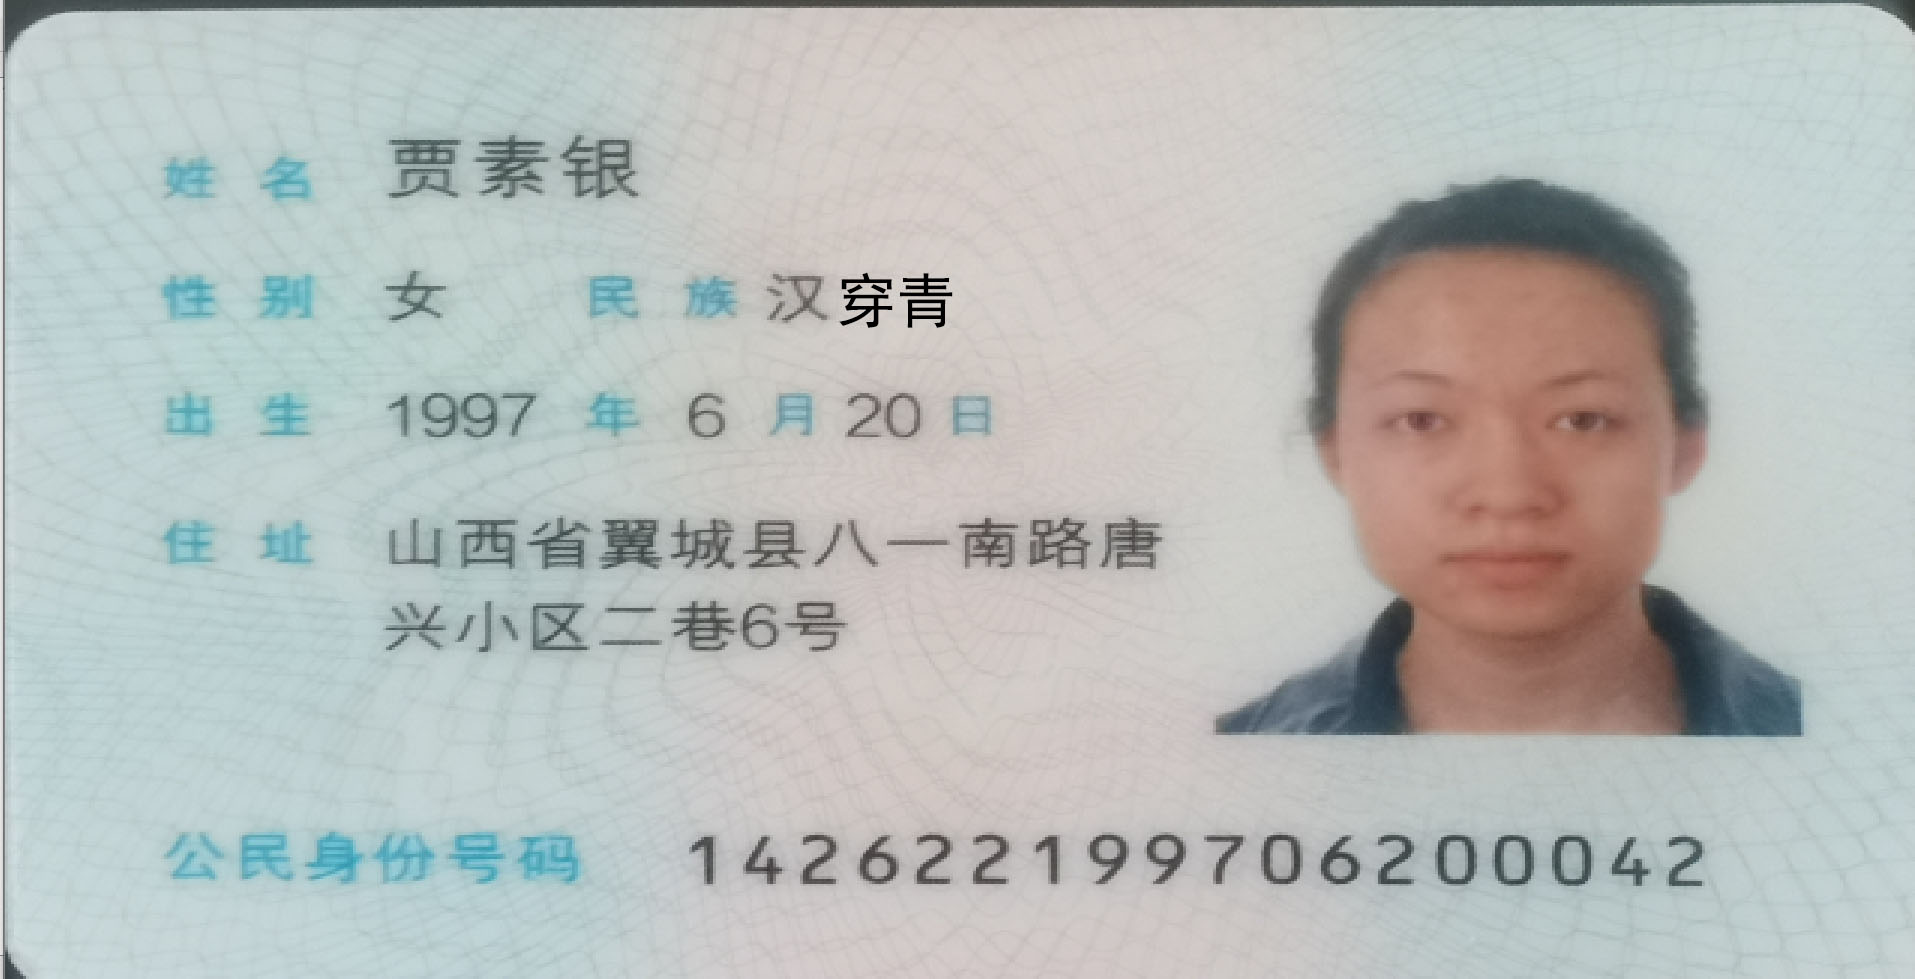 姓名 贾素银
性别 女 民族 汉穿青
出生 1997 年 6 月 20 日
住址 山西省翼城县八一南路唐
兴小区二巷6号
公民身份号码 142622199706200042